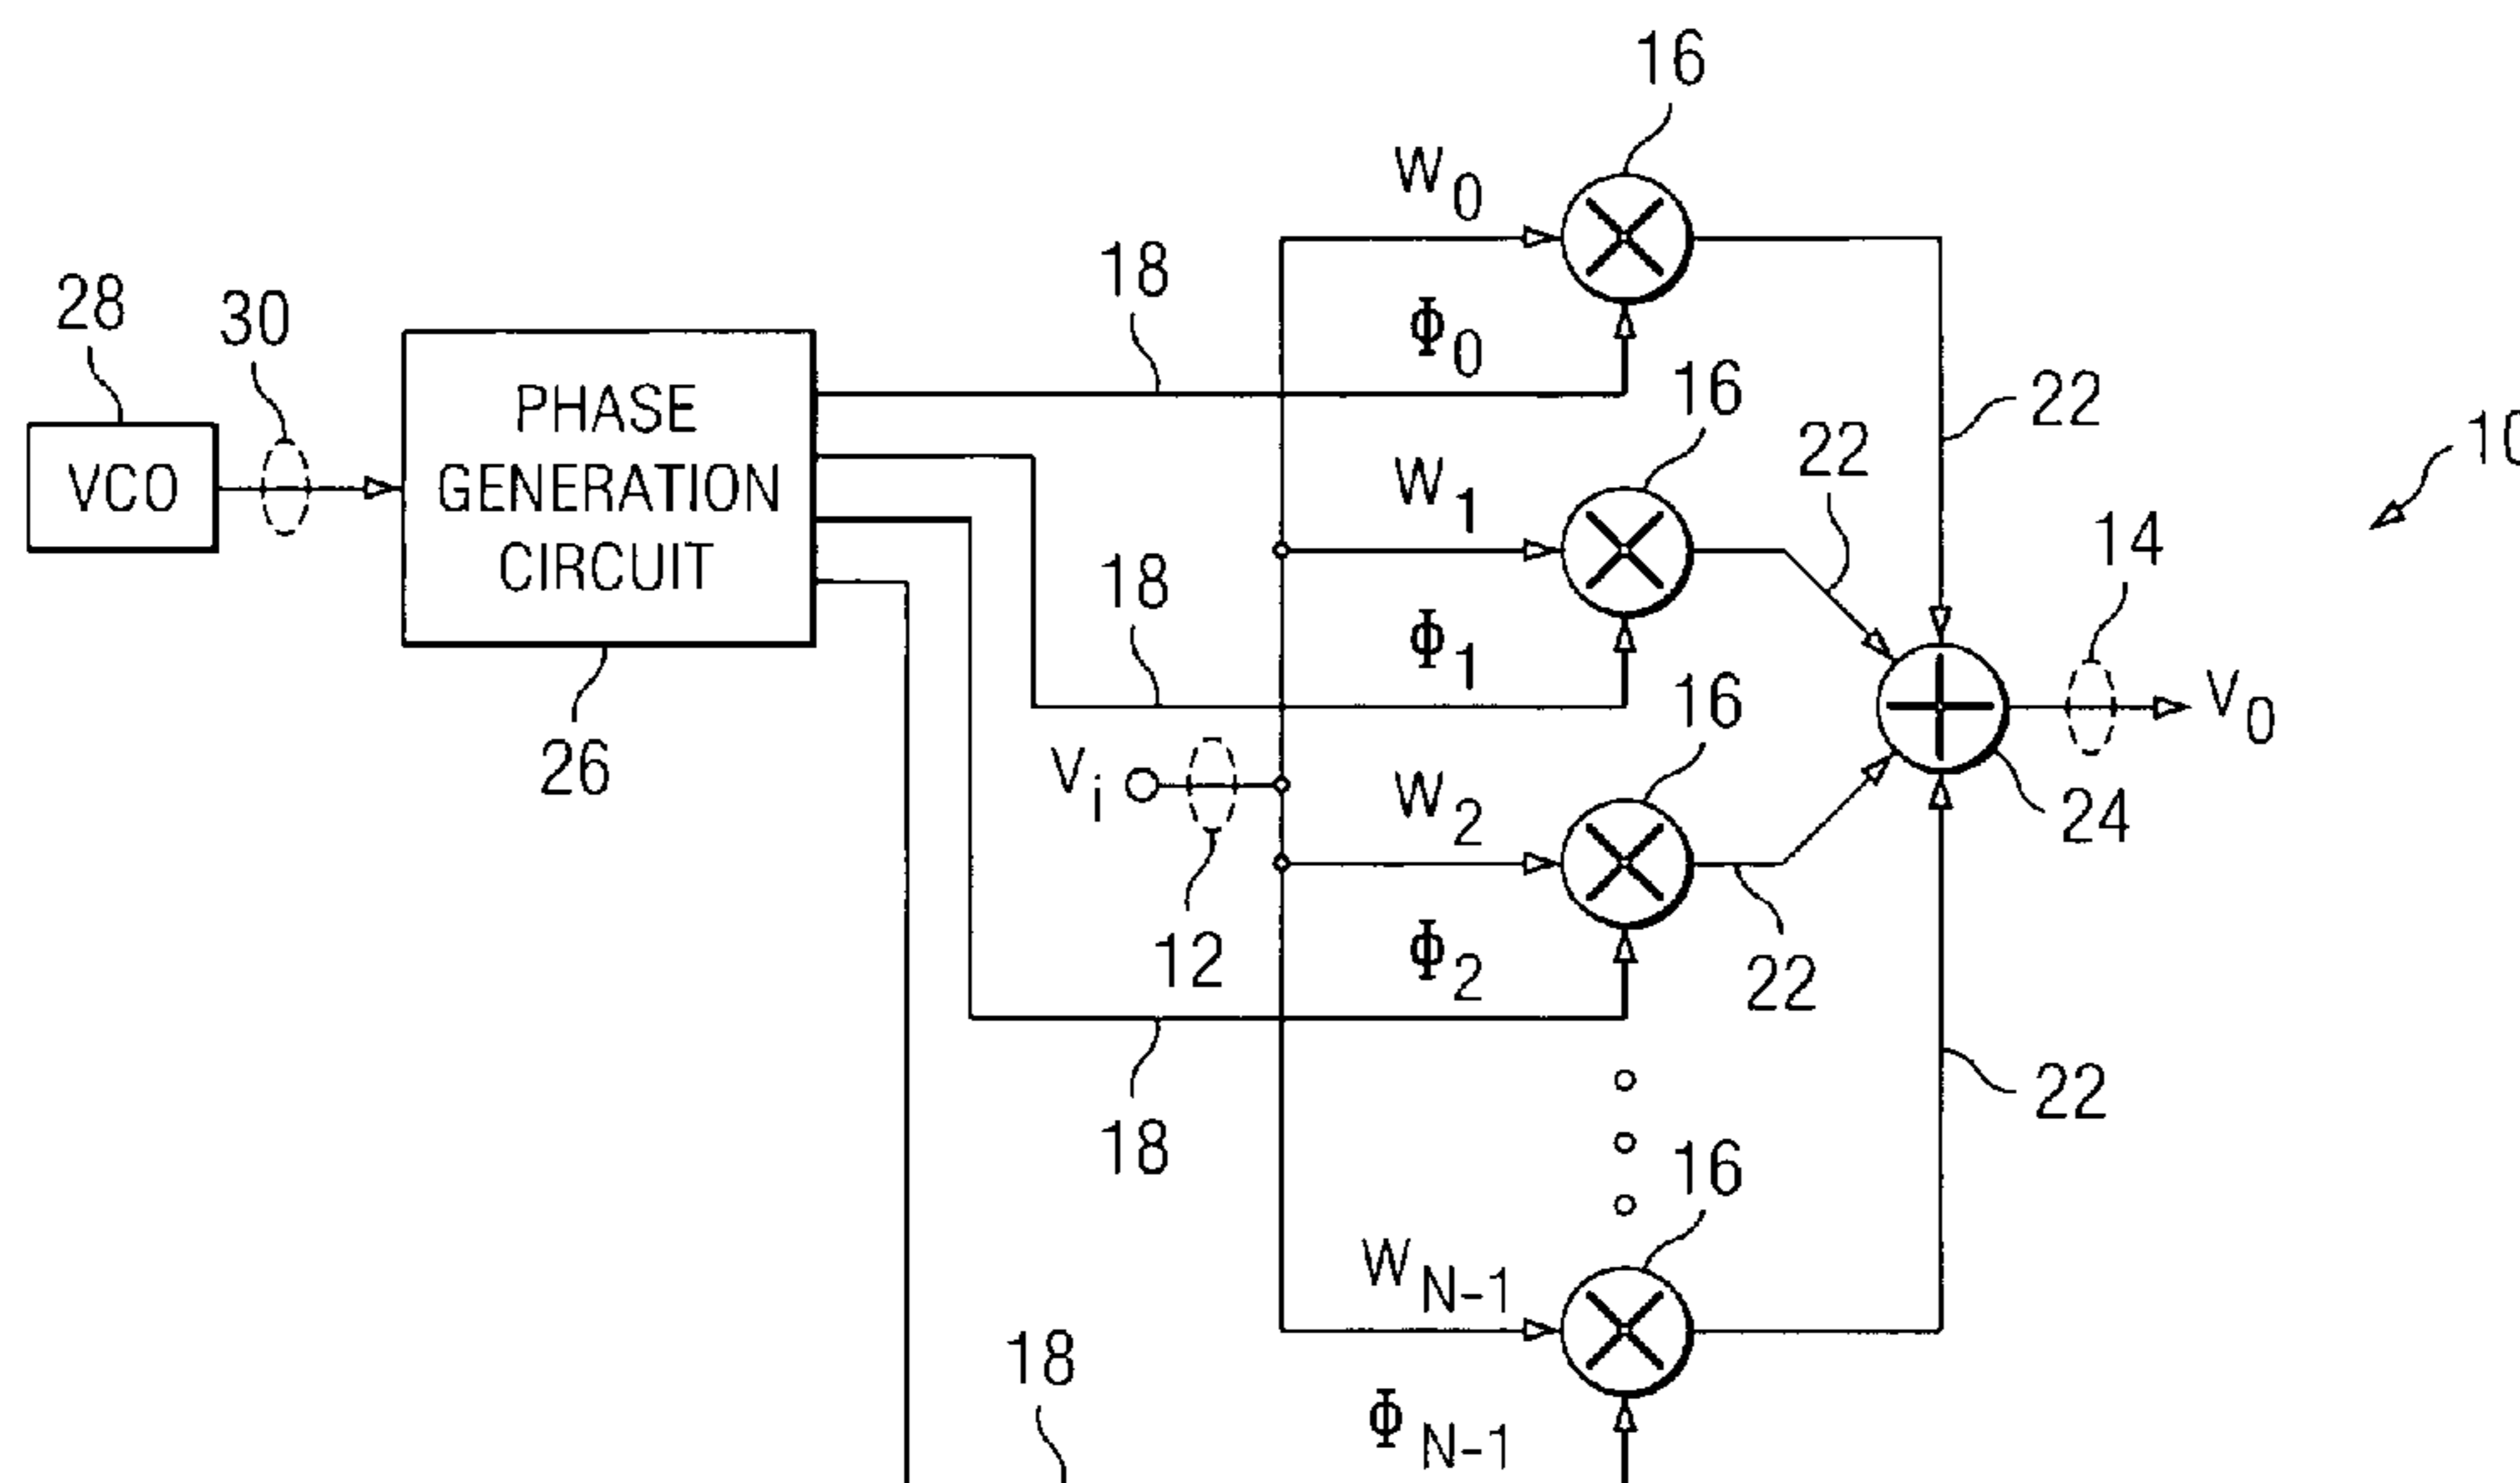 16
W0
18
28
30
Φ0
16
22
22
10
PHASE
GENERATION
CIRCUIT
VCO
W1
14
18
Φ1
16
Vi
V0
26
W2
24
12
Φ2
22
18
22
16
WN-1
18
ΦN-1